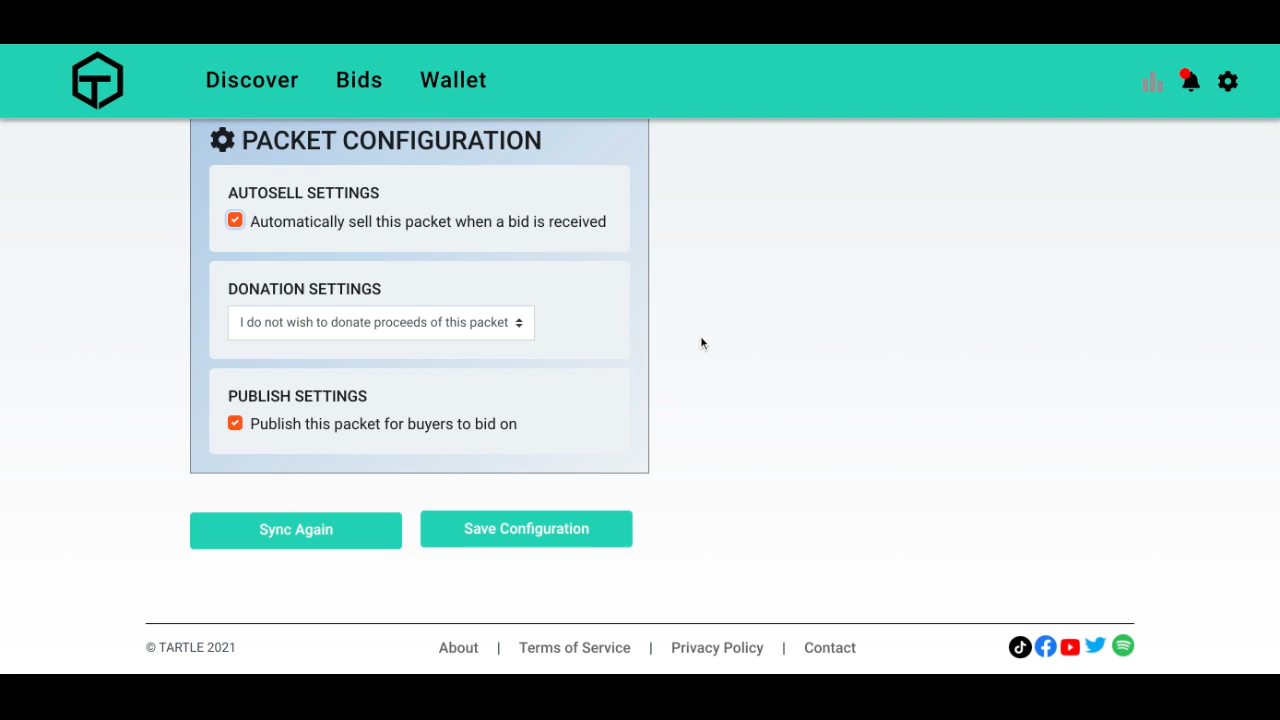 Discover Bids Wallet
PACKET CONFIGURATION
AUTOSELL SETTINGS
Automatically sell this packet when a bid is received
DONATION SETTINGS
I do not wish to donate proceeds of this packet
PUBLISH SETTINGS
Publish this packet for buyers to bid on
Sync Again Save Configuration
© TARTLE 2021 About | Terms of Service | Privacy Policy | Contact